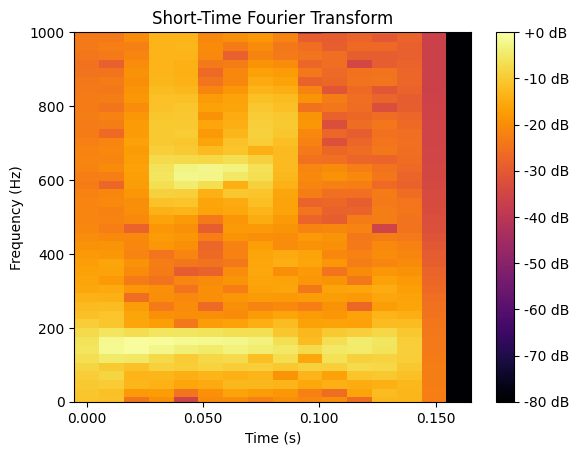 Short-Time Fourier Transform
1000
800
600
400
200
0
Frequency (Hz)
0.000
0.050
0.100
0.150
Time (s)
+0 dB
-10 dB
-20 dB
-30 dB
-40 dB
-50 dB
-60 dB
-70 dB
-80 dB